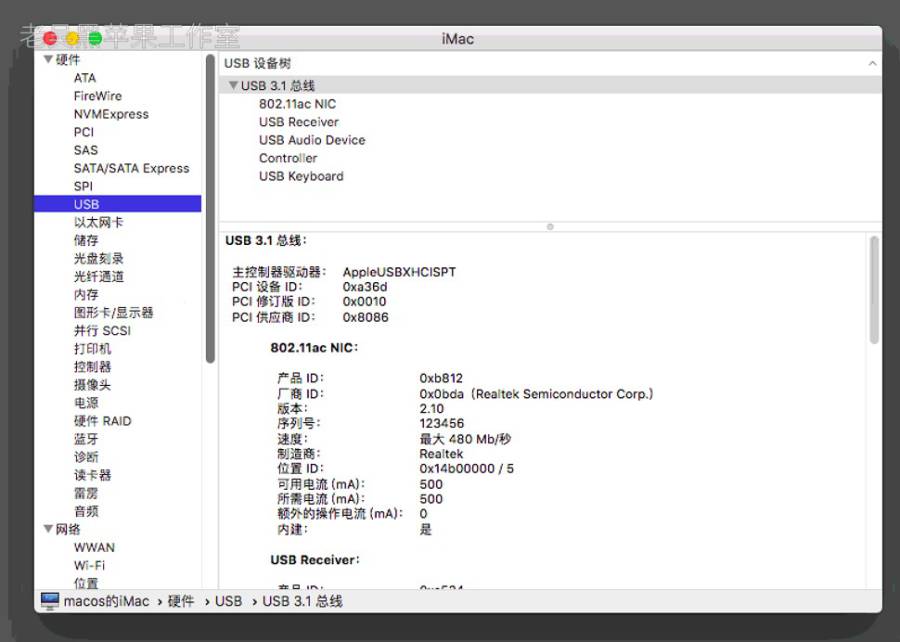 老吴黑苹果工作室
iMac
硬件
ATA
FireWire
NVMExpress
PCI
SAS
SATA/SATA Express
SPI
USB
以太网卡
储存
光盘刻录
光纤通道
内存
图形卡/显示器
并行 SCSI
打印机
控制器
摄像头
电源
硬件 RAID
蓝牙
诊断
读卡器
雷雳
音频
网络
WWAN
Wi-Fi
位置
USB 设备树
USB 3.1 总线
802.11ac NIC
USB Receiver
USB Audio Device
Controller
USB Keyboard
USB 3.1 总线:
主控制器驱动器: AppleUSBXHCISPT
PCI 设备 ID: 0xa36d
PCI 修订版 ID: 0x0010
PCI 供应商 ID: 0x8086
802.11ac NIC:
产品 ID: 0xb812
厂商 ID: 0x0bda (Realtek Semiconductor Corp.)
版本: 2.10
序列号: 123456
速度: 最大 480 Mb/秒
制造商: Realtek
位置 ID: 0x14b00000 / 5
可用电流 (mA): 500
所需电流 (mA): 500
额外的操作电流 (mA): 0
内建: 是
USB Receiver:
产品 ID:
macos的iMac › 硬件 › USB › USB 3.1 总线